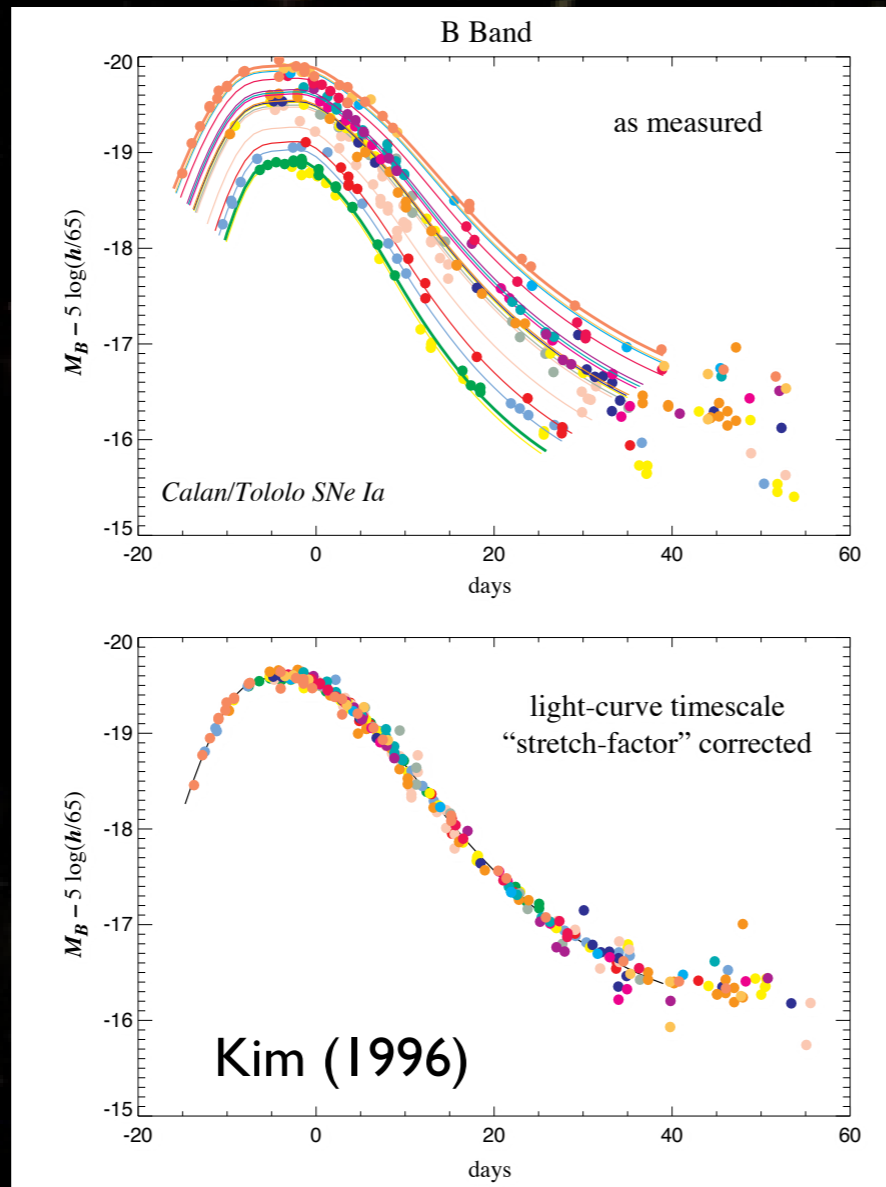 B Band
-20
-19
-18
-17
-16
-15
M_B – 5 log(h/65)
as measured
Calan/Tololo SNe Ia
-20
0
20
40
60
days
-20
-19
-18
-17
-16
-15
M_B – 5 log(h/65)
light-curve timescale
“stretch-factor” corrected
Kim (1996)
-20
0
20
40
60
days